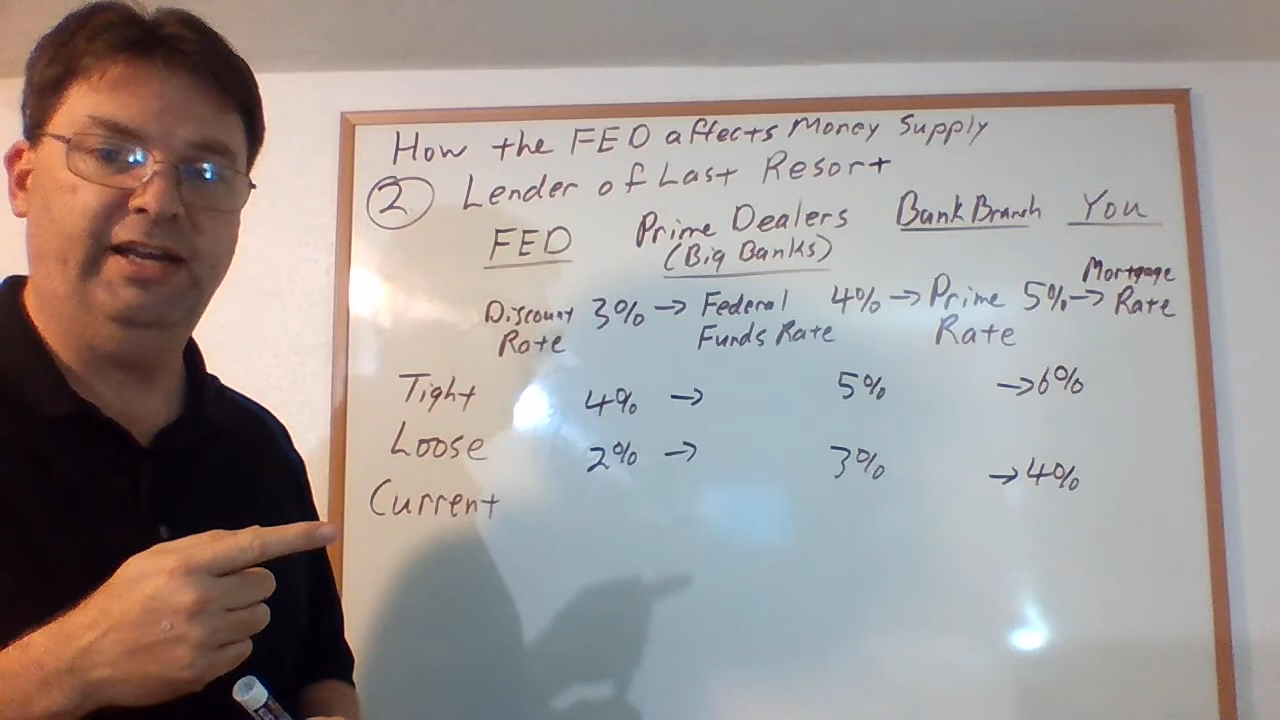 How the FED affects Money Supply
② Lender of Last Resort
FED Prime Dealers (Big Banks) Bank Branch You
Discount Rate 3% → Federal Funds Rate 4% → Prime Rate 5% → Mortgage Rate
Tight 4% → 5% → 6%
Loose 2% → 3% → 4%
Current